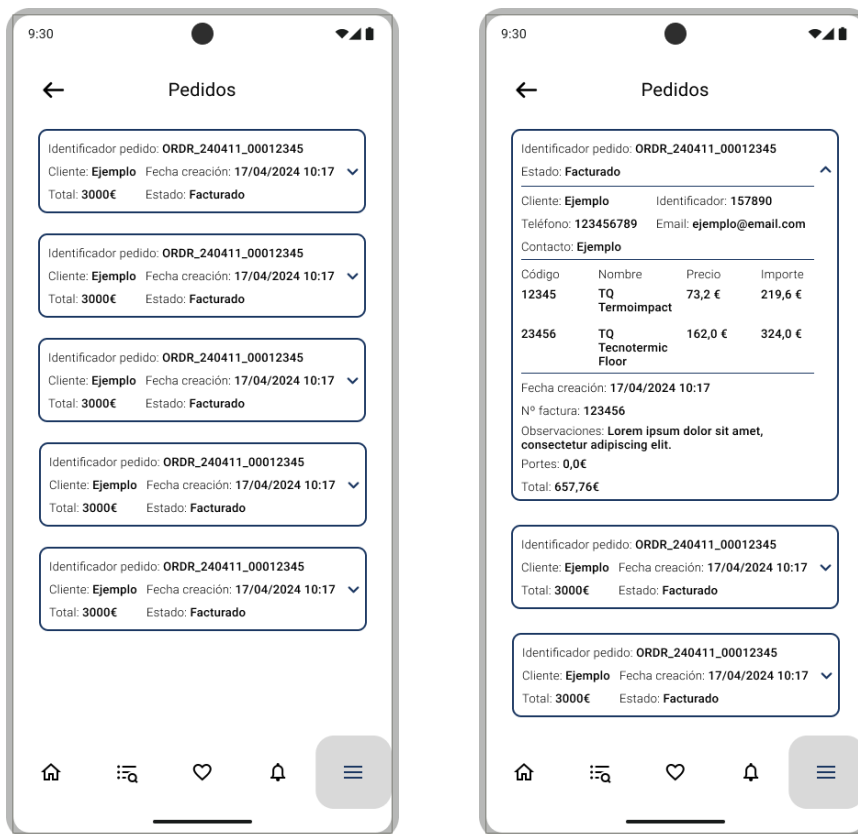 9:30
Pedidos
Identificador pedido: ORDR_240411_00012345
Cliente: Ejemplo Fecha creación: 17/04/2024 10:17
Total: 3000€ Estado: Facturado
Identificador pedido: ORDR_240411_00012345
Cliente: Ejemplo Fecha creación: 17/04/2024 10:17
Total: 3000€ Estado: Facturado
Identificador pedido: ORDR_240411_00012345
Cliente: Ejemplo Fecha creación: 17/04/2024 10:17
Total: 3000€ Estado: Facturado
Identificador pedido: ORDR_240411_00012345
Cliente: Ejemplo Fecha creación: 17/04/2024 10:17
Total: 3000€ Estado: Facturado
Identificador pedido: ORDR_240411_00012345
Cliente: Ejemplo Fecha creación: 17/04/2024 10:17
Total: 3000€ Estado: Facturado
9:30
Pedidos
Identificador pedido: ORDR_240411_00012345
Estado: Facturado
Cliente: Ejemplo Identificador: 157890
Teléfono: 123456789 Email: ejemplo@email.com
Contacto: Ejemplo
Código Nombre Precio Importe
12345 TQ 73,2 € 219,6 €
Termoimpact
23456 TQ 162,0 € 324,0 €
Tecnotermic
Floor
Fecha creación: 17/04/2024 10:17
Nº factura: 123456
Observaciones: Lorem ipsum dolor sit amet,
consectetur adipiscing elit.
Portes: 0,0€
Total: 657,76€
Identificador pedido: ORDR_240411_00012345
Cliente: Ejemplo Fecha creación: 17/04/2024 10:17
Total: 3000€ Estado: Facturado
Identificador pedido: ORDR_240411_00012345
Cliente: Ejemplo Fecha creación: 17/04/2024 10:17
Total: 3000€ Estado: Facturado